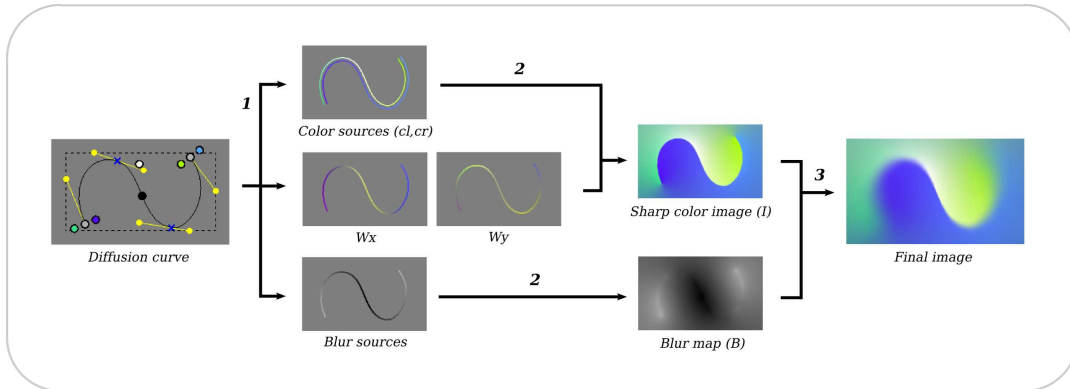 2
1
Color sources (cl,cr)
Diffusion curve
Wx
Wy
Sharp color image (I)
3
Final image
2
Blur sources
Blur map (B)